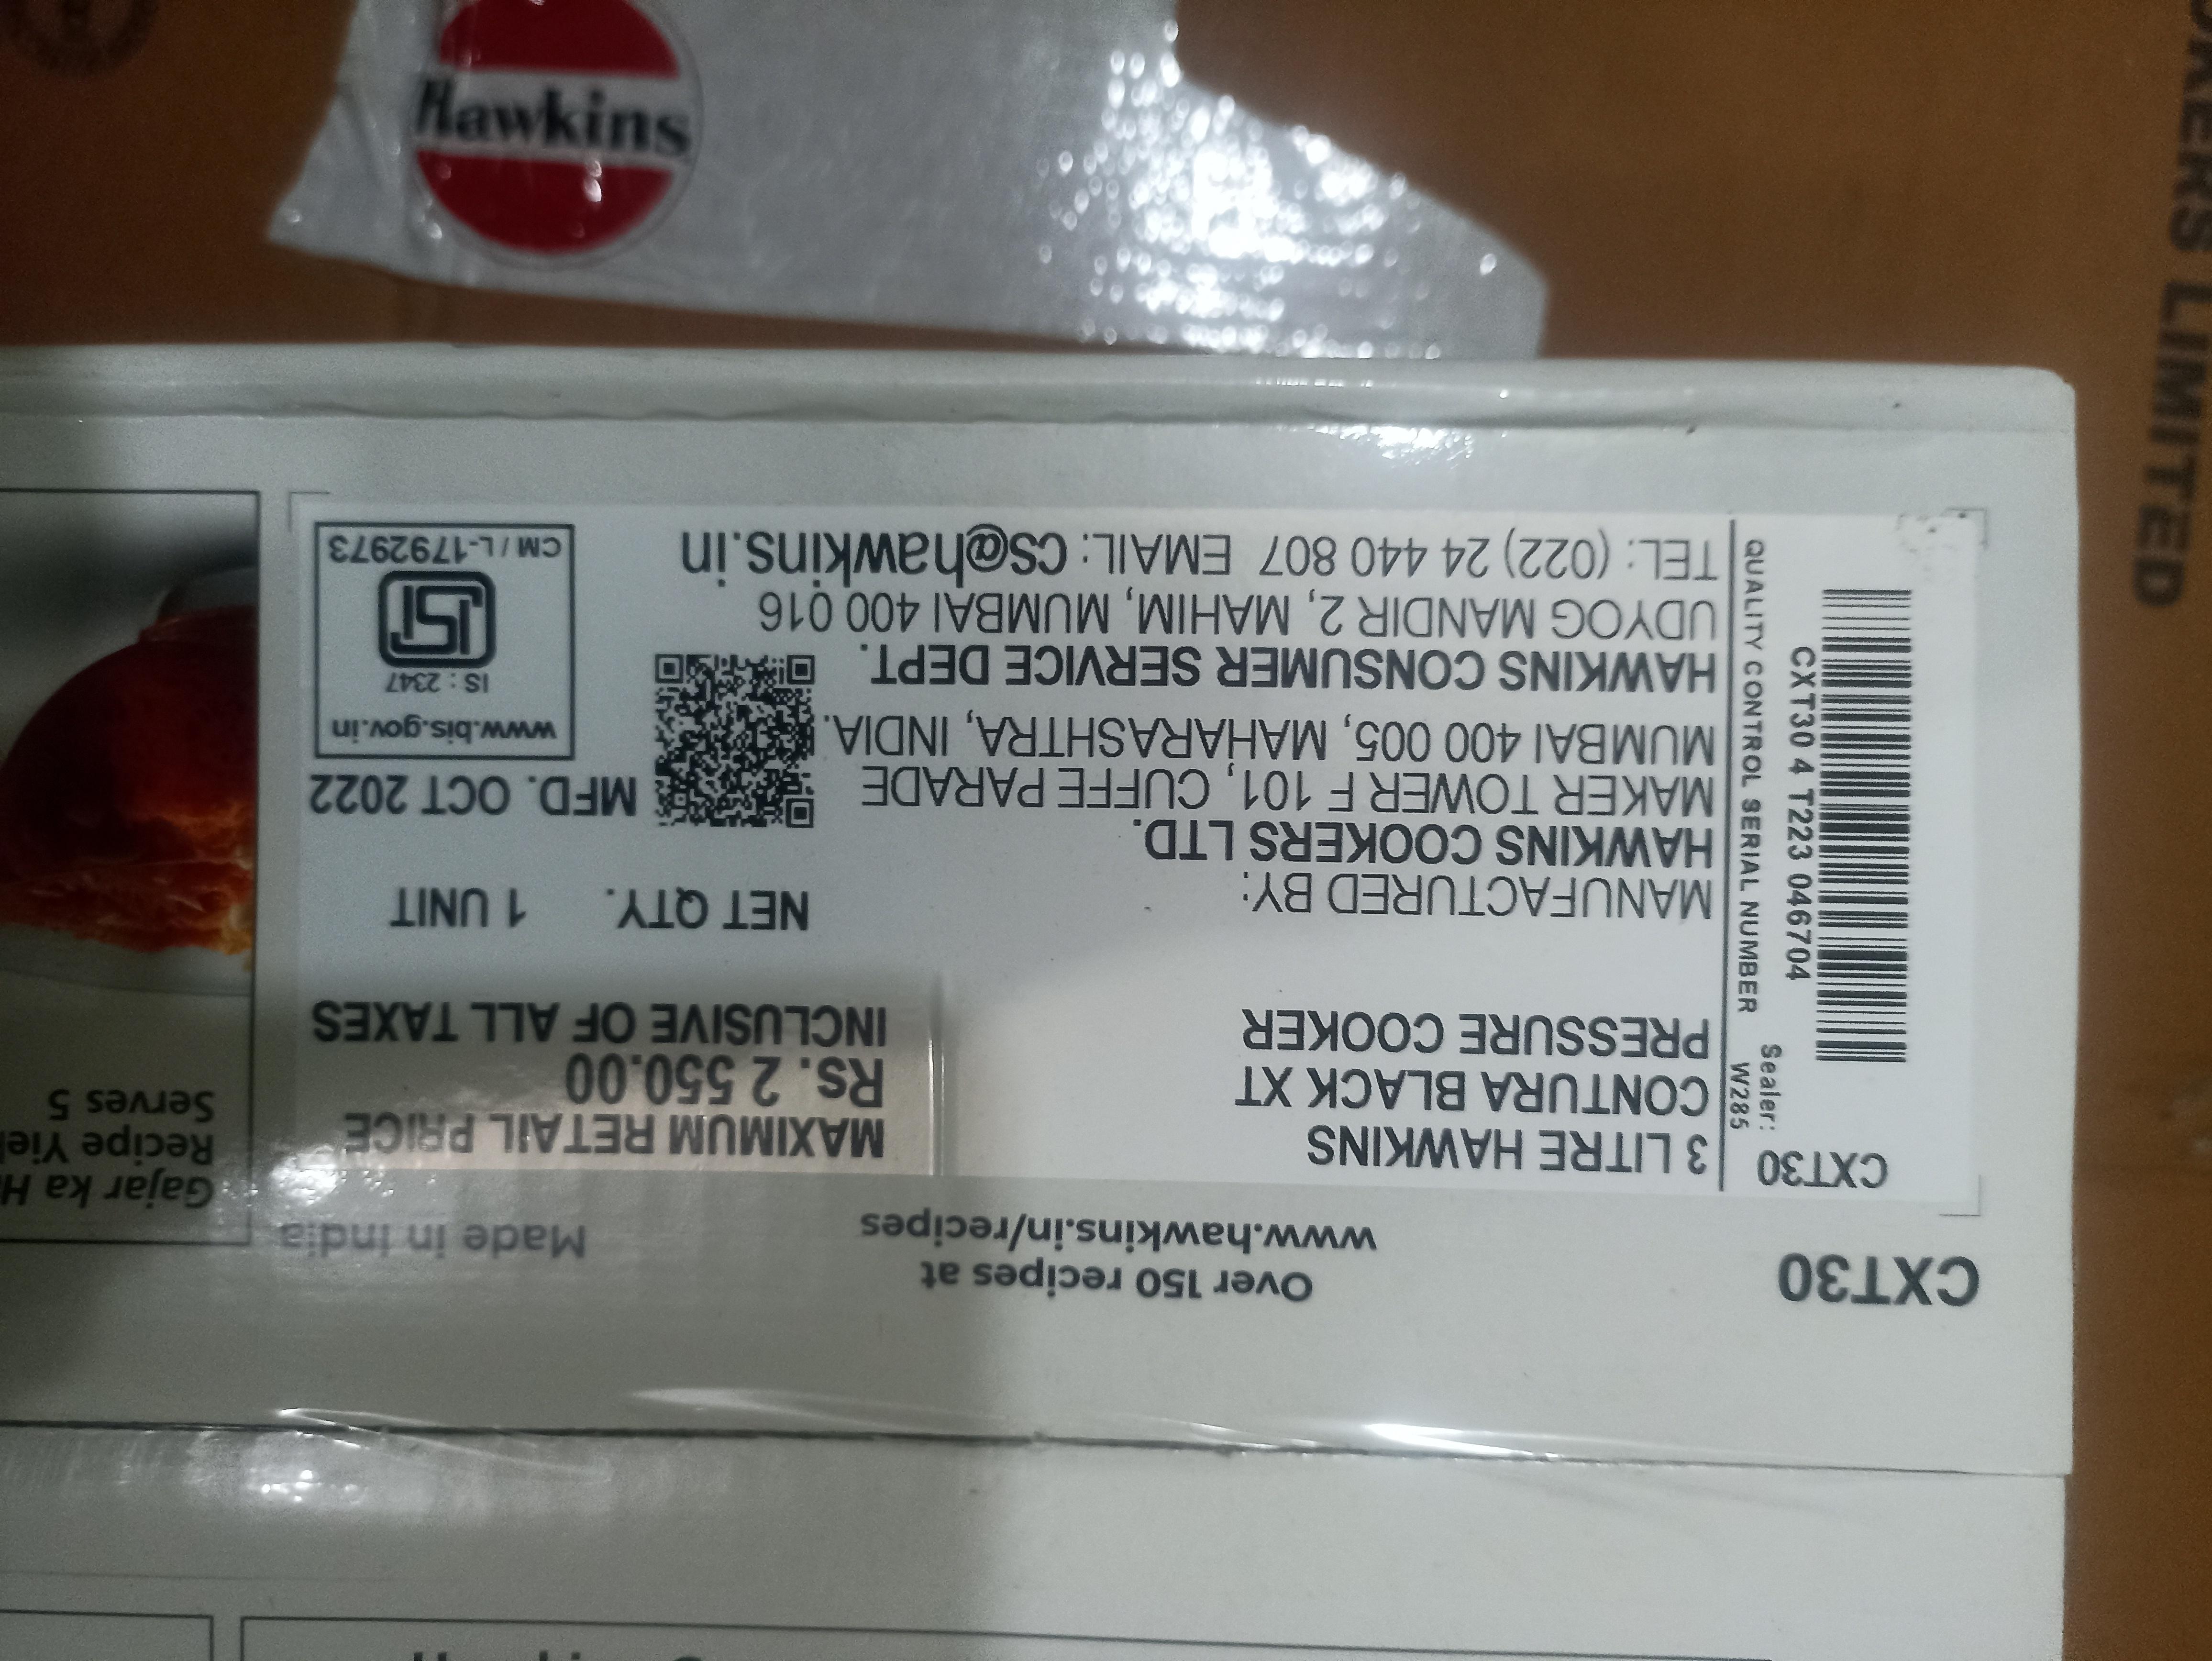 Hawkins
COOKERS LIMITED
CXT30
Over 150 recipes at
www.hawkins.in/recipes
Made in India
CXT30
Sealer:
W285
QUALITY CONTROL SERIAL NUMBER
CXT30 4 T223 046704
3 LITRE HAWKINS
CONTURA BLACK XT
PRESSURE COOKER
MAXIMUM RETAIL PRICE
RS. 2 550.00
INCLUSIVE OF ALL TAXES
MANUFACTURED BY:
HAWKINS COOKERS LTD.
MAKER TOWER F 101, CUFFE PARADE
MUMBAI 400 005, MAHARASHTRA, INDIA.
HAWKINS CONSUMER SERVICE DEPT.
UDYOG MANDIR 2, MAHIM, MUMBAI 400 016
TEL: (022) 24 440 807 EMAIL: cs@hawkins.in
NET QTY. 1 UNIT
MFD. OCT 2022
www.bis.gov.in
IS : 2347
ISI
CM / L-1792973
Gajar ka
Recipe
Serves 5